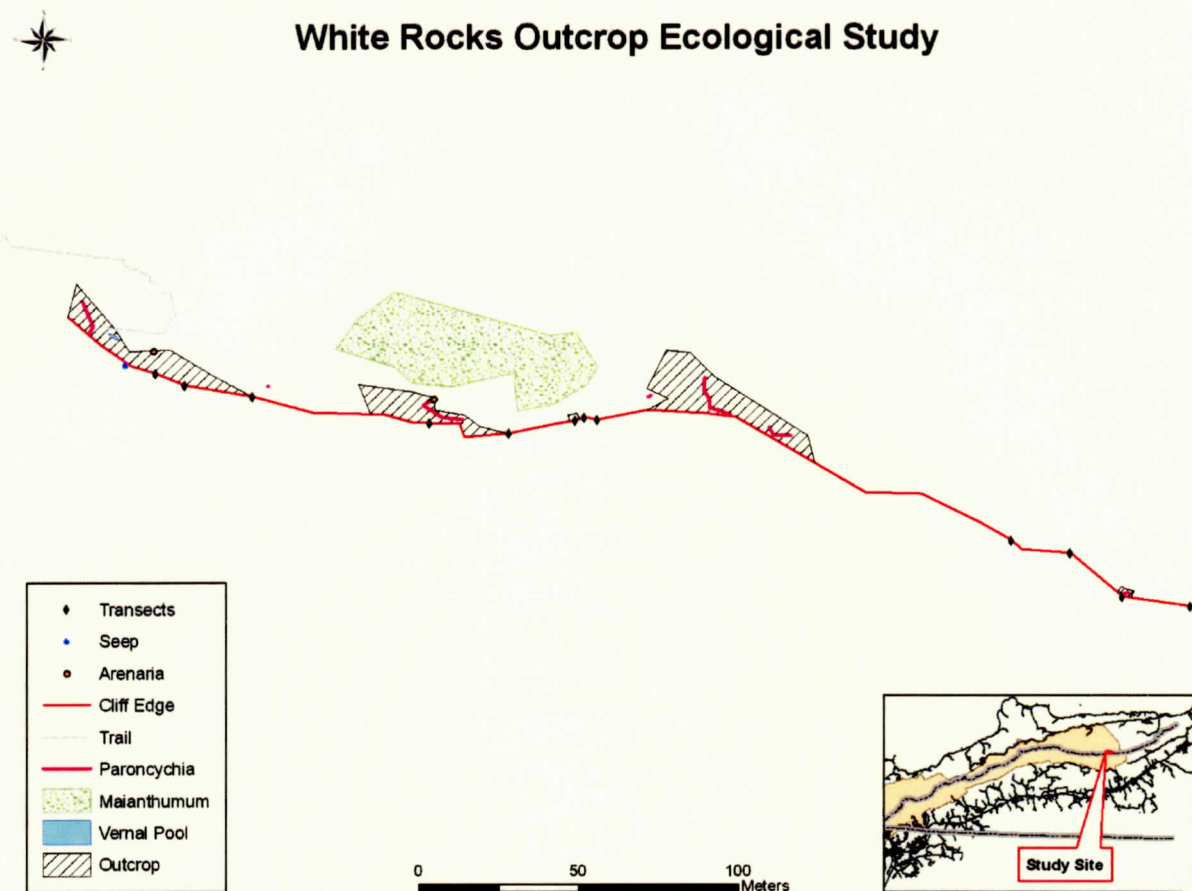 White Rocks Outcrop Ecological Study
Transects
Seep
Arenaria
Cliff Edge
Trail
Paroncychia
Maianthumum
Vernal Pool
Outcrop
0 50 100
Meters
Study Site